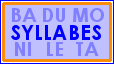 BA DU MO
SYLLABES
NI LE TA